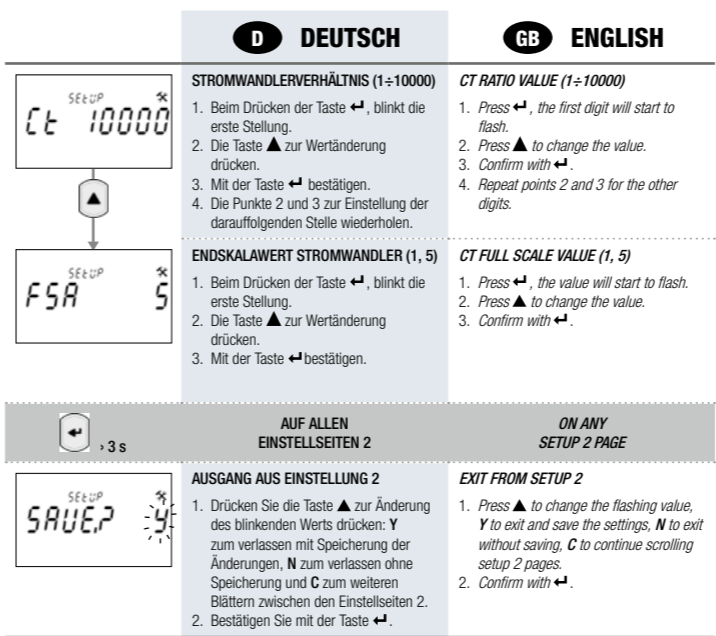 D DEUTSCH
GB ENGLISH
SEtUP
Ct 10000
STROMWANDLERVERHÄLTNIS (1÷10000)
1. Beim Drücken der Taste ↵, blinkt die
erste Stellung.
2. Die Taste ▲ zur Wertänderung
drücken.
3. Mit der Taste ↵ bestätigen.
4. Die Punkte 2 und 3 zur Einstellung der
darauffolgenden Stelle wiederholen.
CT RATIO VALUE (1÷10000)
1. Press ↵, the first digit will start to
flash.
2. Press ▲ to change the value.
3. Confirm with ↵.
4. Repeat points 2 and 3 for the other
digits.
▲
SEtUP
FSA 5
ENDSKALAWERT STROMWANDLER (1, 5)
1. Beim Drücken der Taste ↵, blinkt die
erste Stellung.
2. Die Taste ▲ zur Wertänderung
drücken.
3. Mit der Taste ↵ bestätigen.
CT FULL SCALE VALUE (1, 5)
1. Press ↵, the value will start to flash.
2. Press ▲ to change the value.
3. Confirm with ↵.
↵ › 3 s
AUF ALLEN
EINSTELLSEITEN 2
ON ANY
SETUP 2 PAGE
SEtUP
SAVE? Y
AUSGANG AUS EINSTELLUNG 2
1. Drücken Sie die Taste ▲ zur Änderung
des blinkenden Werts drücken: Y
zum verlassen mit Speicherung der
Änderungen, N zum verlassen ohne
Speicherung und C zum weiteren
Blättern zwischen den Einstellseiten 2.
2. Bestätigen Sie mit der Taste ↵.
EXIT FROM SETUP 2
1. Press ▲ to change the flashing value,
Y to exit and save the settings, N to exit
without saving, C to continue scrolling
setup 2 pages.
2. Confirm with ↵.